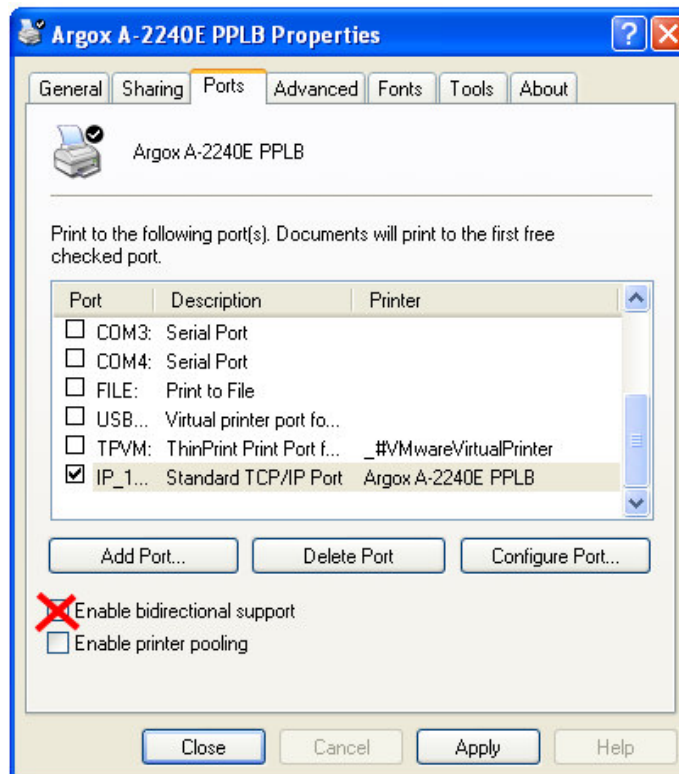 Argox A-2240E PPLB Properties
General Sharing Ports Advanced Fonts Tools About
Argox A-2240E PPLB
Print to the following port(s). Documents will print to the first free
checked port.
Port Description Printer
COM3: Serial Port
COM4: Serial Port
FILE: Print to File
USB... Virtual printer port fo...
TPVM: ThinPrint Print Port f... _#VMwareVirtualPrinter
IP_1... Standard TCP/IP Port Argox A-2240E PPLB
Add Port... Delete Port Configure Port...
Enable bidirectional support
Enable printer pooling
Close Cancel Apply Help